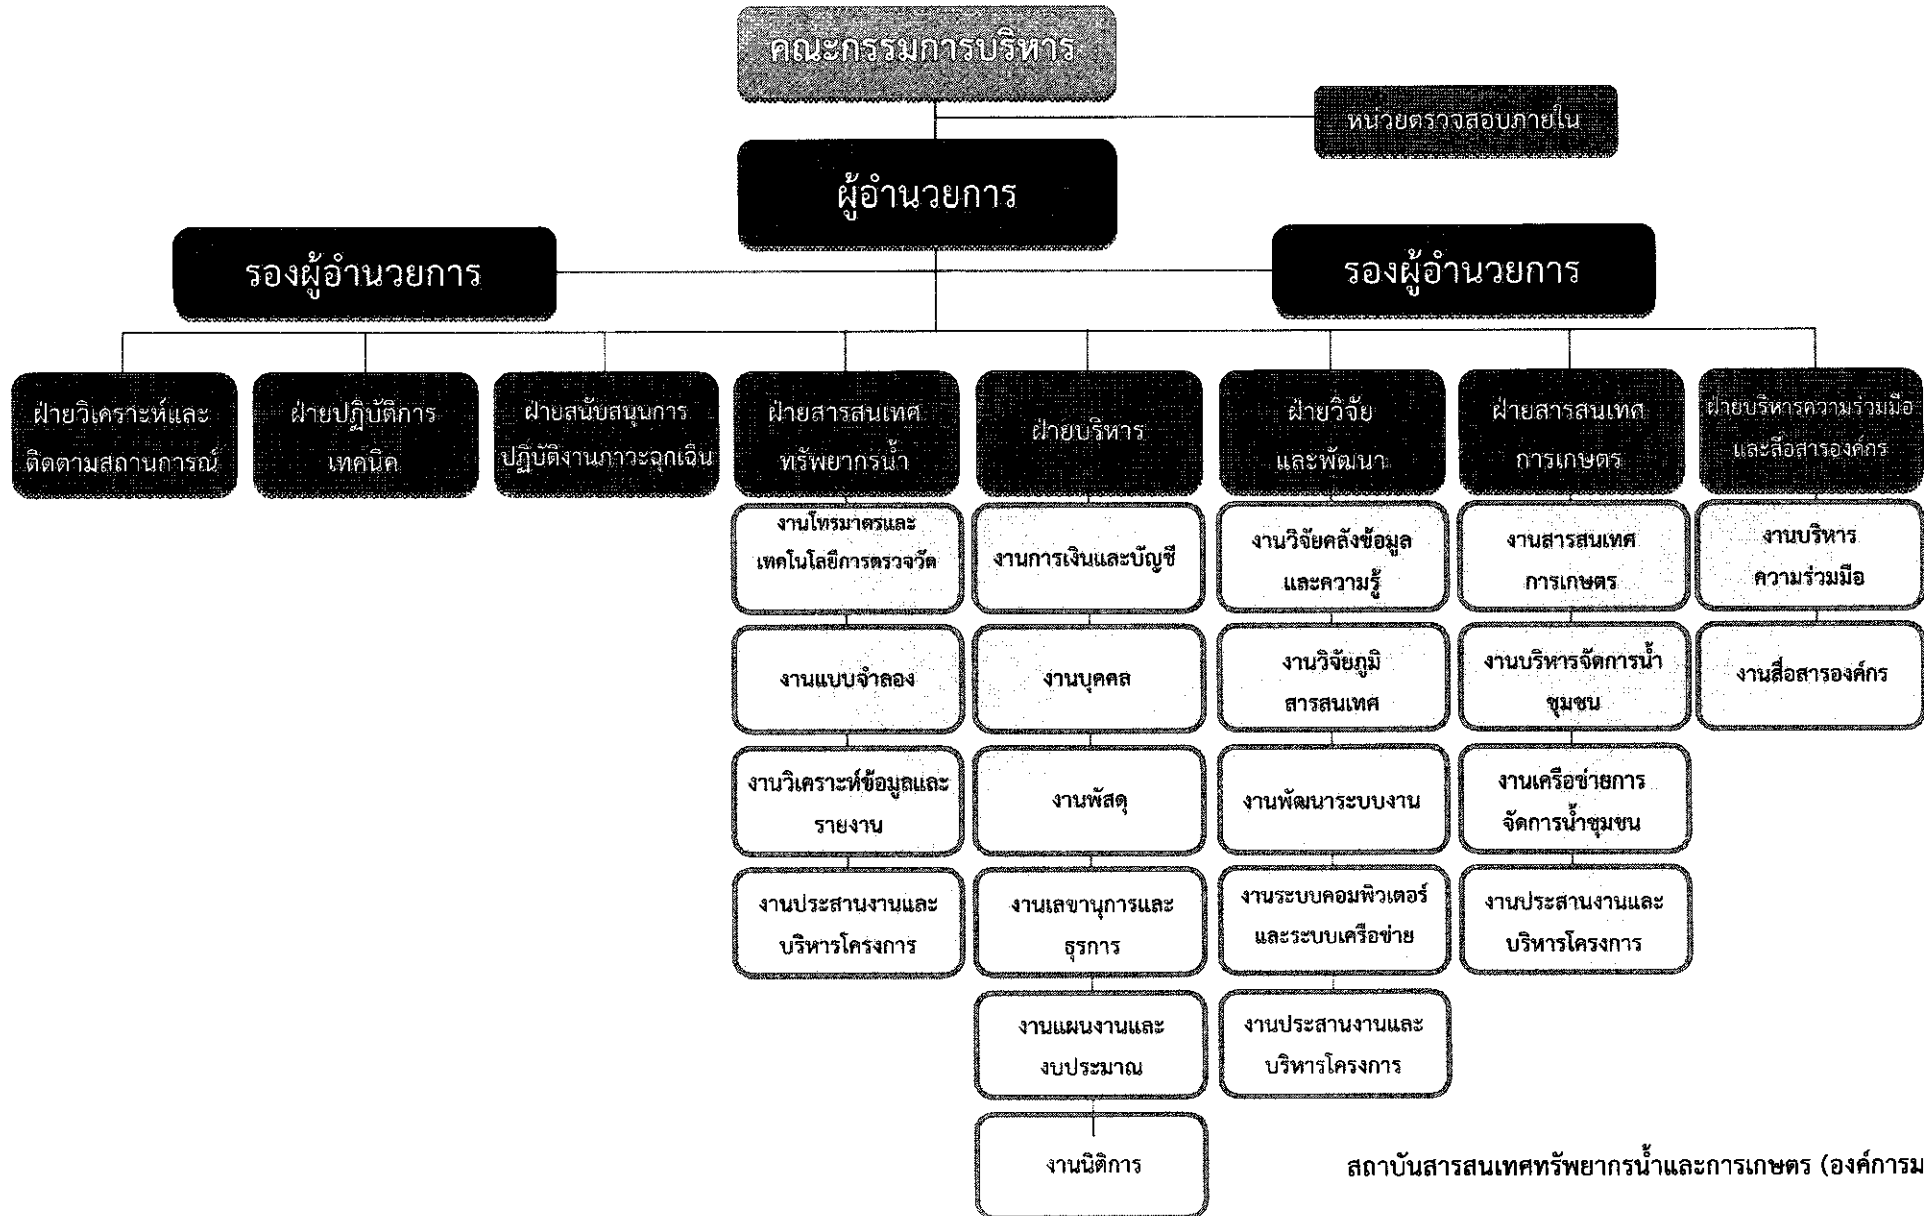 คณะกรรมการบริหาร
หน่วยตรวจสอบภายใน
ผู้อำนวยการ
รองผู้อำนวยการ
รองผู้อำนวยการ
ฝ่ายวิเคราะห์และ
ติดตามสถานการณ์
ฝ่ายปฏิบัติการ
เทคนิค
ฝ่ายสนับสนุนการ
ปฏิบัติงานภาวะฉุกเฉิน
ฝ่ายสารสนเทศ
ทรัพยากรน้ำ
ฝ่ายบริหาร
ฝ่ายวิจัย
และพัฒนา
ฝ่ายสารสนเทศ
การเกษตร
ฝ่ายบริหารความร่วมมือ
และสื่อสารองค์กร
งานโทรมาตรและ
เทคโนโลยีการตรวจวัด
งานแบบจำลอง
งานวิเคราะห์ข้อมูลและ
รายงาน
งานประสานงานและ
บริหารโครงการ
งานการเงินและบัญชี
งานบุคคล
งานพัสดุ
งานเลขานุการและ
ธุรการ
งานแผนงานและ
งบประมาณ
งานนิติการ
งานวิจัยคลังข้อมูล
และความรู้
งานวิจัยภูมิ
สารสนเทศ
งานพัฒนาระบบงาน
งานระบบคอมพิวเตอร์
และระบบเครือข่าย
งานประสานงานและ
บริหารโครงการ
งานสารสนเทศ
การเกษตร
งานบริหารจัดการน้ำ
ชุมชน
งานเครือข่ายการ
จัดการน้ำชุมชน
งานประสานงานและ
บริหารโครงการ
งานบริหาร
ความร่วมมือ
งานสื่อสารองค์กร
สถาบันสารสนเทศทรัพยากรน้ำและการเกษตร (องค์การม